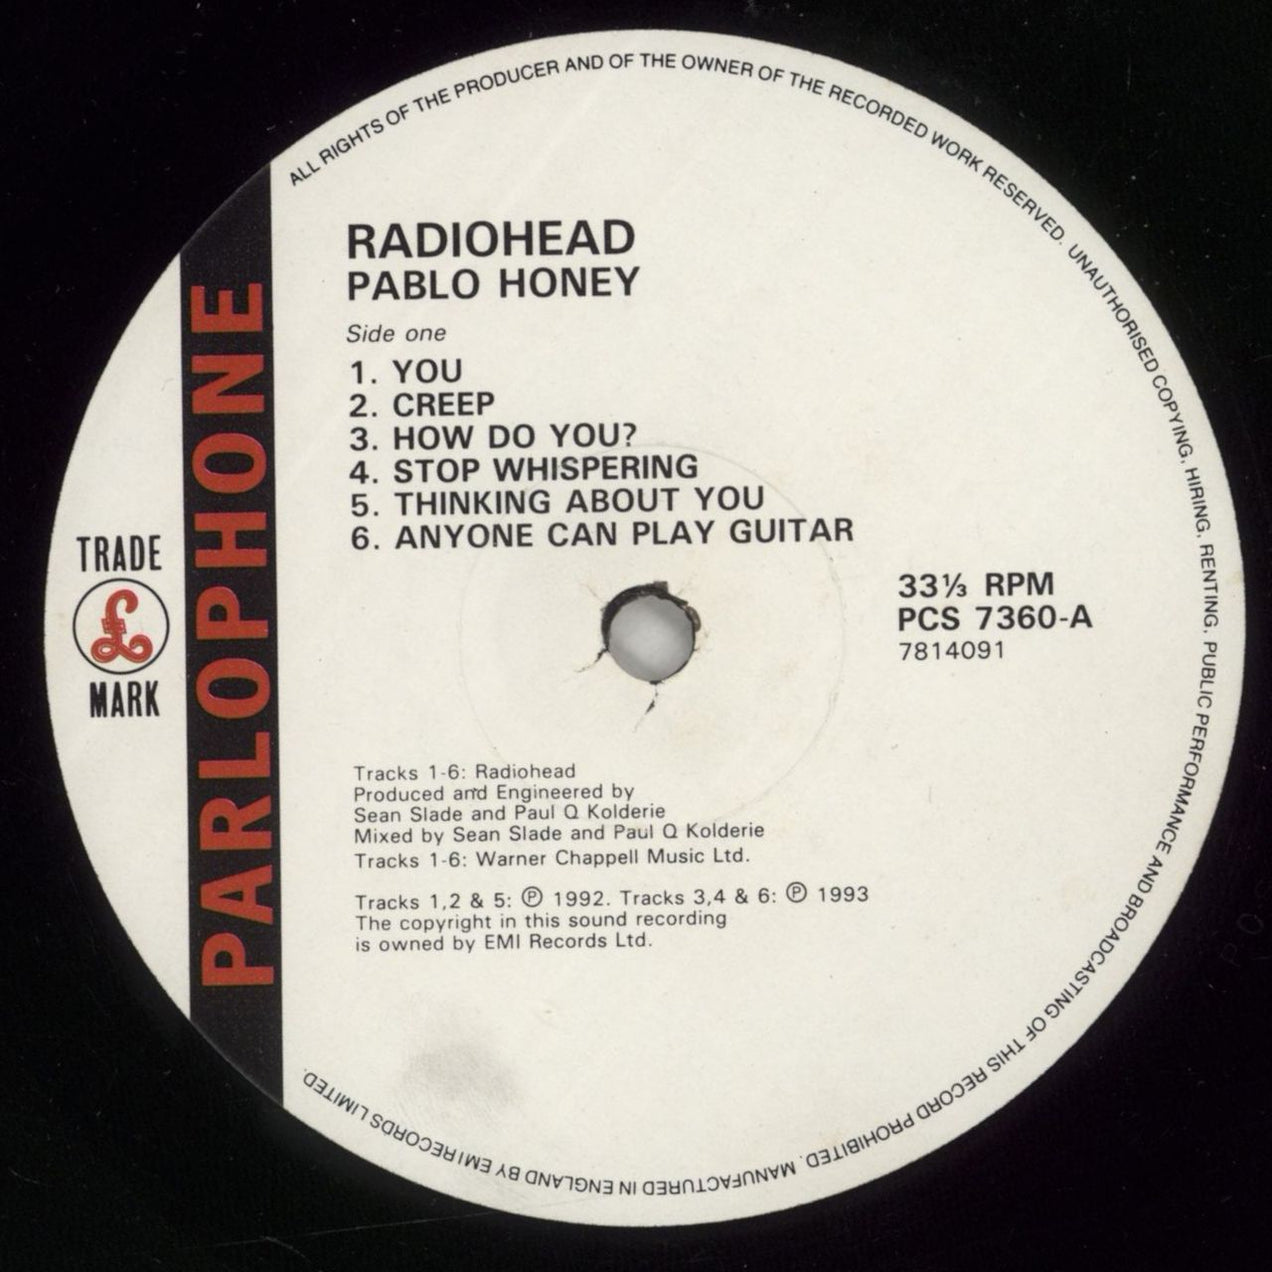 ALL RIGHTS OF THE PRODUCER AND OF THE OWNER OF THE RECORDED WORK RESERVED. UNAUTHORISED COPYING, HIRING, RENTING, PUBLIC PERFORMANCE AND BROADCASTING OF THIS RECORD PROHIBITED. MANUFACTURED IN ENGLAND BY EMI RECORDS LIMITED.
PARLOPHONE
TRADE
£
MARK
RADIOHEAD
PABLO HONEY
Side one
1. YOU
2. CREEP
3. HOW DO YOU?
4. STOP WHISPERING
5. THINKING ABOUT YOU
6. ANYONE CAN PLAY GUITAR
33⅓ RPM
PCS 7360-A
7814091
Tracks 1-6: Radiohead
Produced and Engineered by
Sean Slade and Paul Q Kolderie
Mixed by Sean Slade and Paul Q Kolderie
Tracks 1-6: Warner Chappell Music Ltd.
Tracks 1,2 & 5: ℗ 1992. Tracks 3,4 & 6: ℗ 1993
The copyright in this sound recording
is owned by EMI Records Ltd.